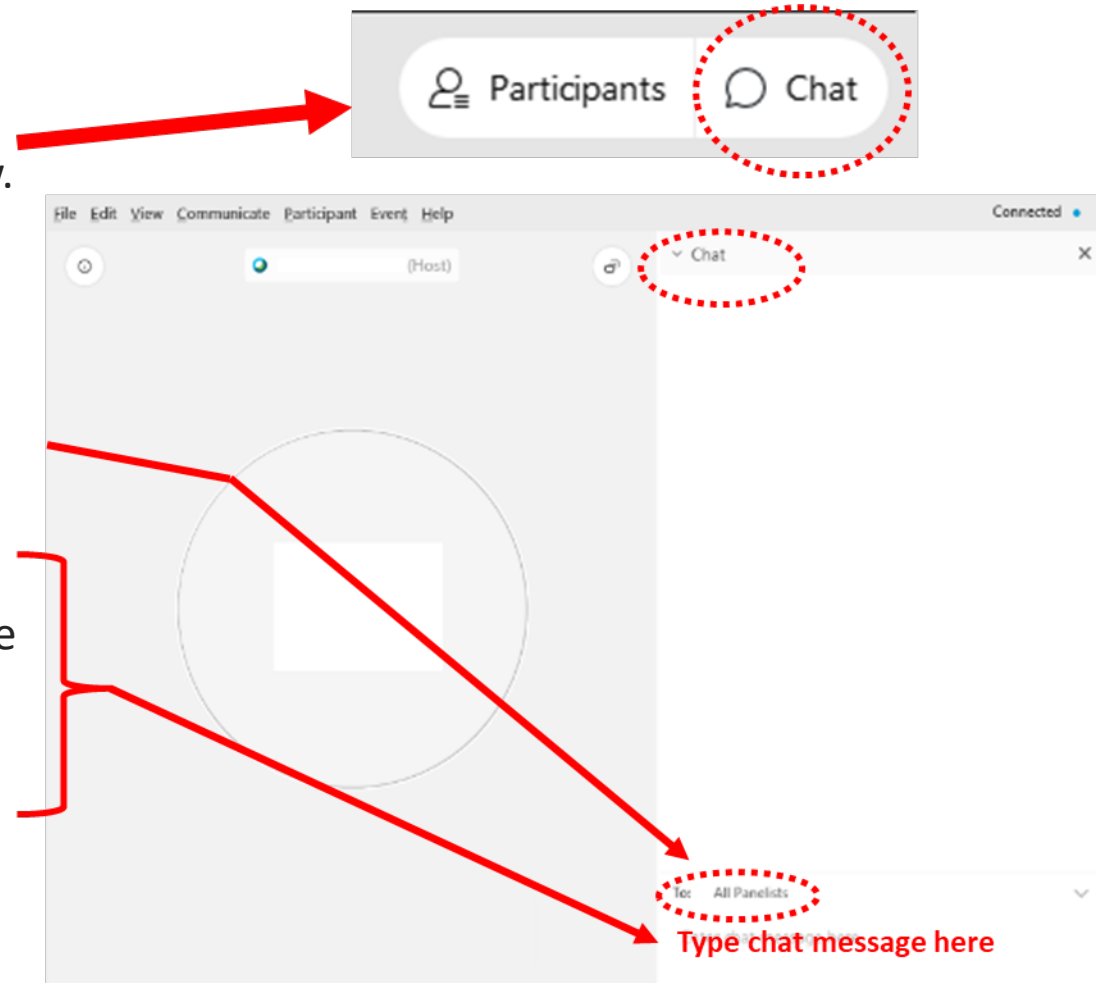 Participants Chat
.
File Edit View Communicate Participant Event Help Connected
(Host) Chat
e
To: All Panelists
Type chat message here